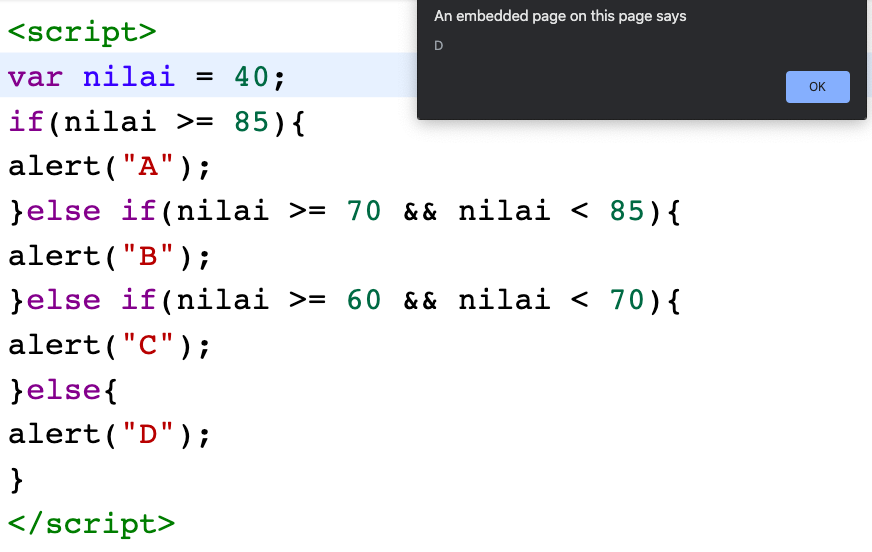 <script>
var nilai = 40;
if(nilai >= 85){
alert("A");
}else if(nilai >= 70 && nilai < 85){
alert("B");
}else if(nilai >= 60 && nilai < 70){
alert("C");
}else{
alert("D");
}
</script>
An embedded page on this page says
D
OK